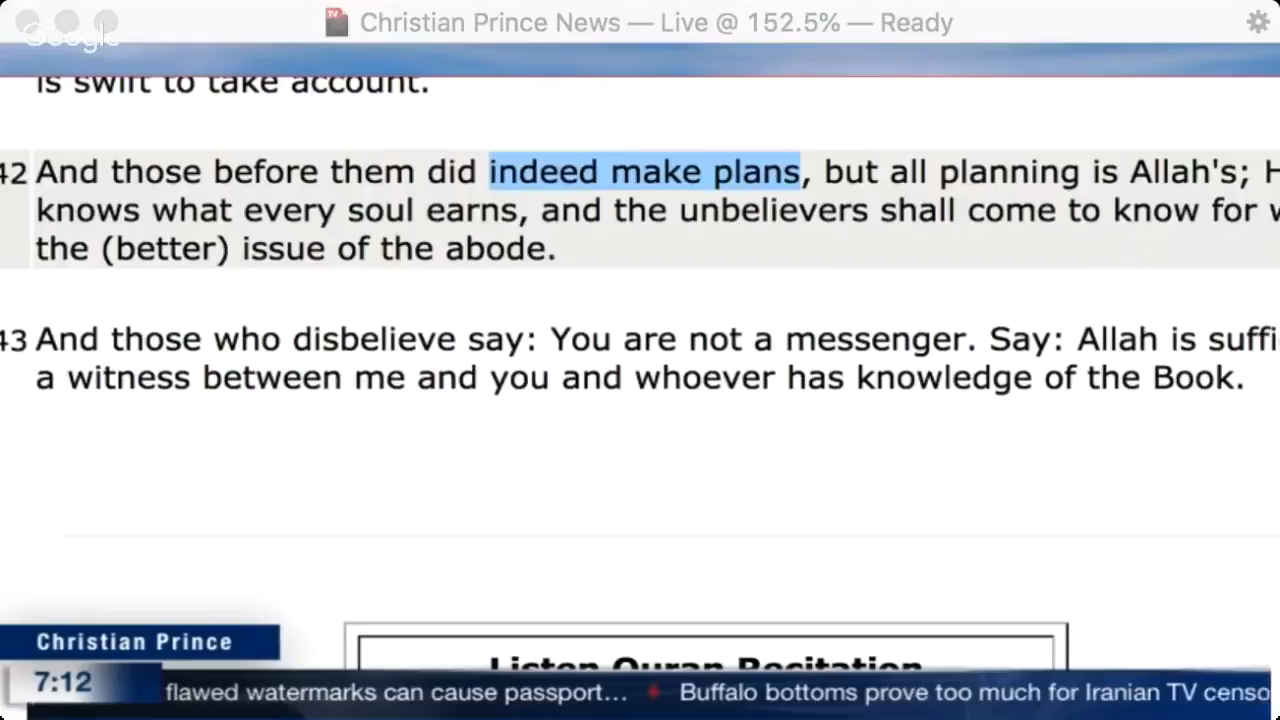 Christian Prince News — Live @ 152.5% — Ready
Google
is swift to take account.
42 And those before them did indeed make plans, but all planning is Allah's; H
knows what every soul earns, and the unbelievers shall come to know for w
the (better) issue of the abode.
43 And those who disbelieve say: You are not a messenger. Say: Allah is suffi
a witness between me and you and whoever has knowledge of the Book.
Listen Quran Recitation
Christian Prince
7:12
flawed watermarks can cause passport... Buffalo bottoms prove too much for Iranian TV censo